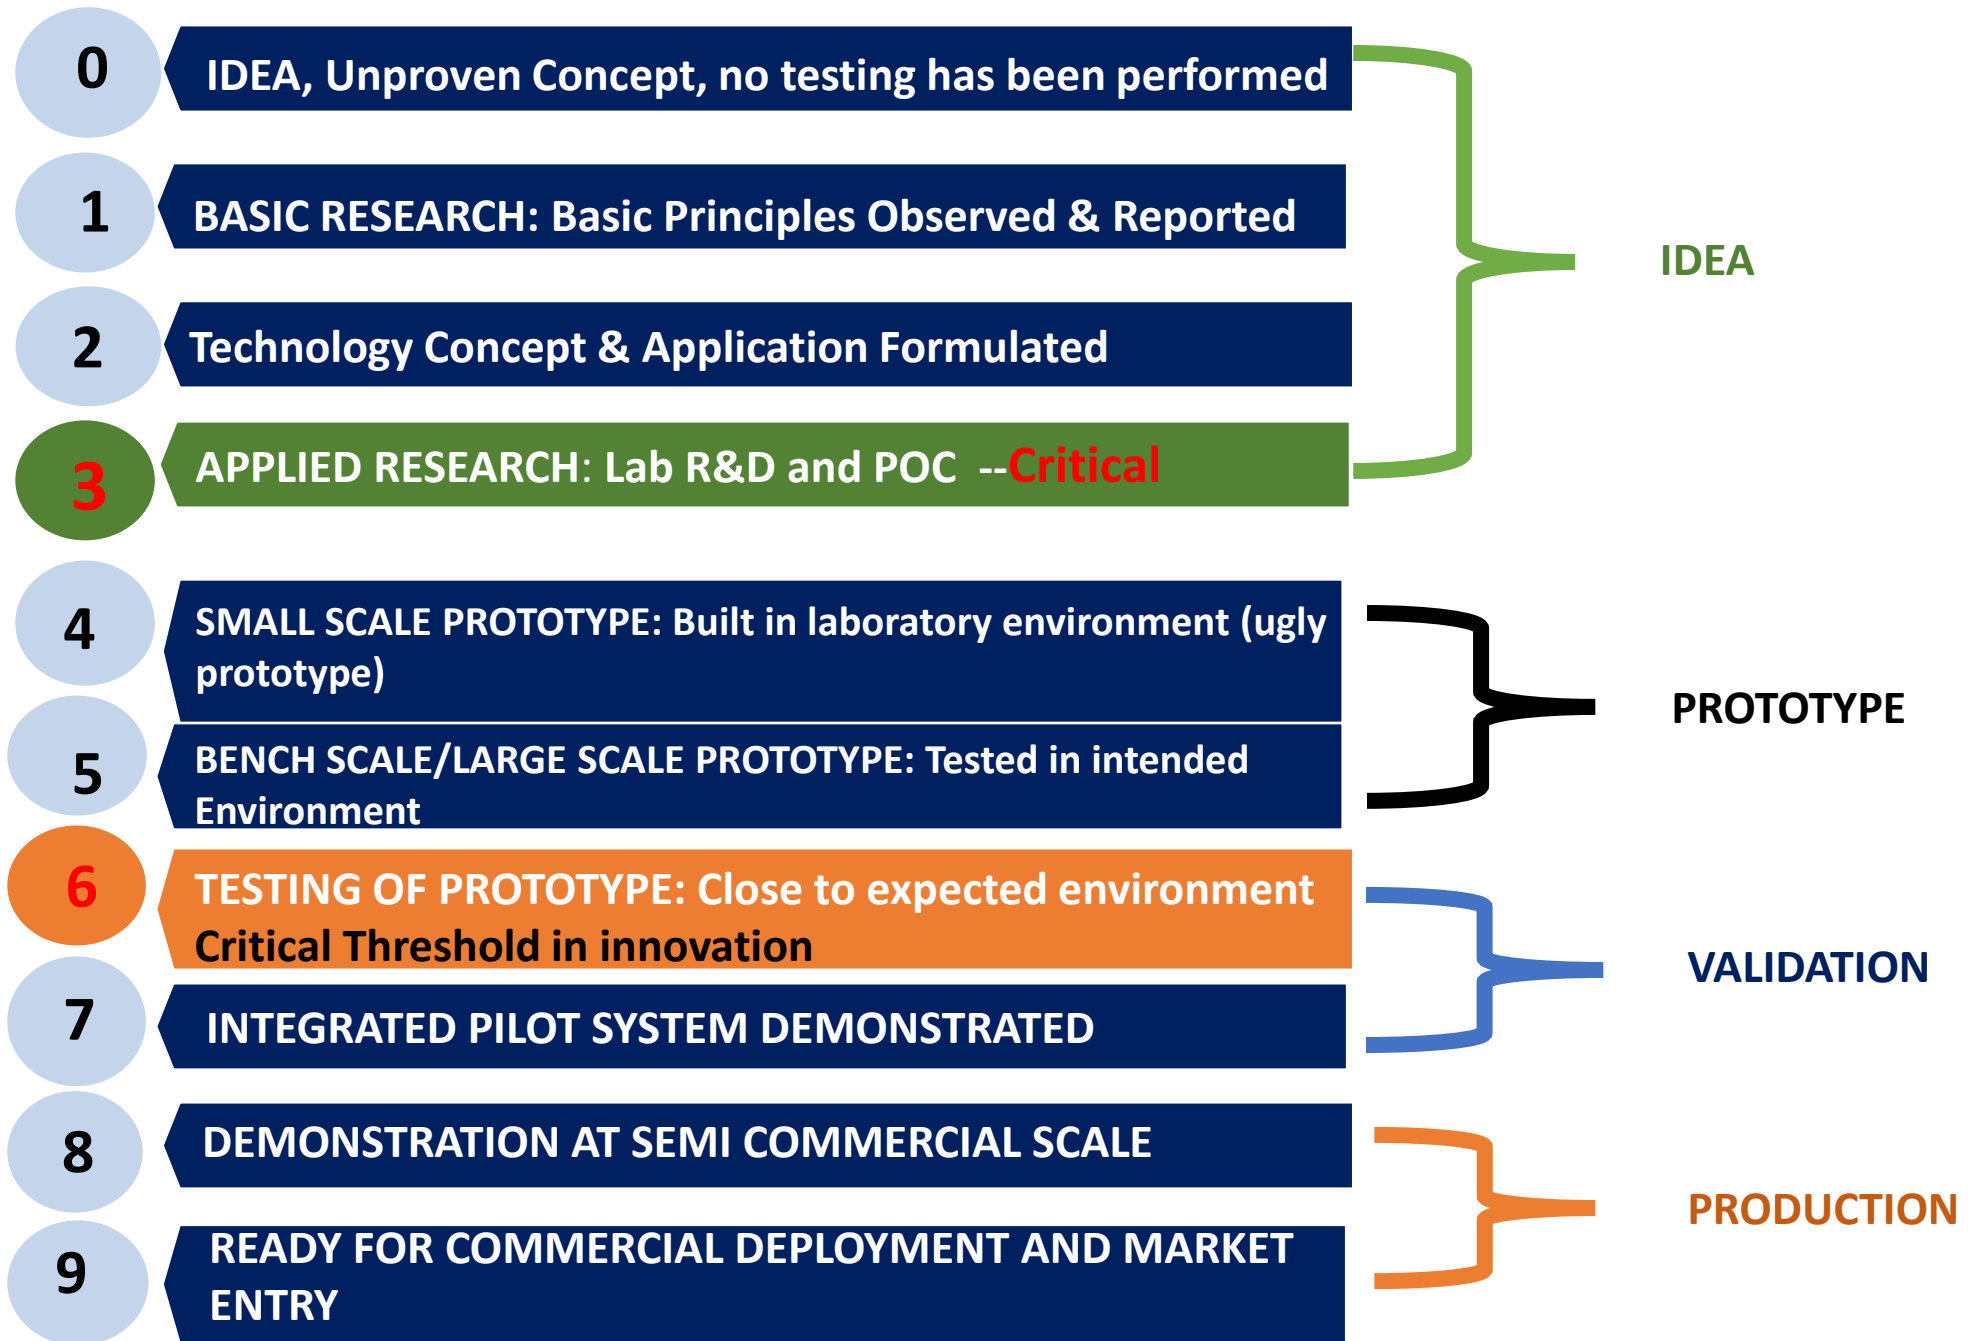 0
IDEA, Unproven Concept, no testing has been performed
1
BASIC RESEARCH: Basic Principles Observed & Reported
IDEA
2
Technology Concept & Application Formulated
3
APPLIED RESEARCH: Lab R&D and POC --Critical
4
SMALL SCALE PROTOTYPE: Built in laboratory environment (ugly
prototype)
PROTOTYPE
5
BENCH SCALE/LARGE SCALE PROTOTYPE: Tested in intended
Environment
6
TESTING OF PROTOTYPE: Close to expected environment
Critical Threshold in innovation
VALIDATION
7
INTEGRATED PILOT SYSTEM DEMONSTRATED
8
DEMONSTRATION AT SEMI COMMERCIAL SCALE
PRODUCTION
9
READY FOR COMMERCIAL DEPLOYMENT AND MARKET
ENTRY